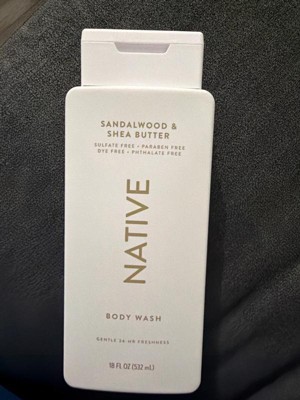 SANDALWOOD &
SHEA BUTTER
SULFATE FREE • PARABEN FREE
DYE FREE • PHTHALATE FREE
NATIVE
BODY WASH
GENTLE 24 HR FRESHNESS
18 FL OZ (532 mL)